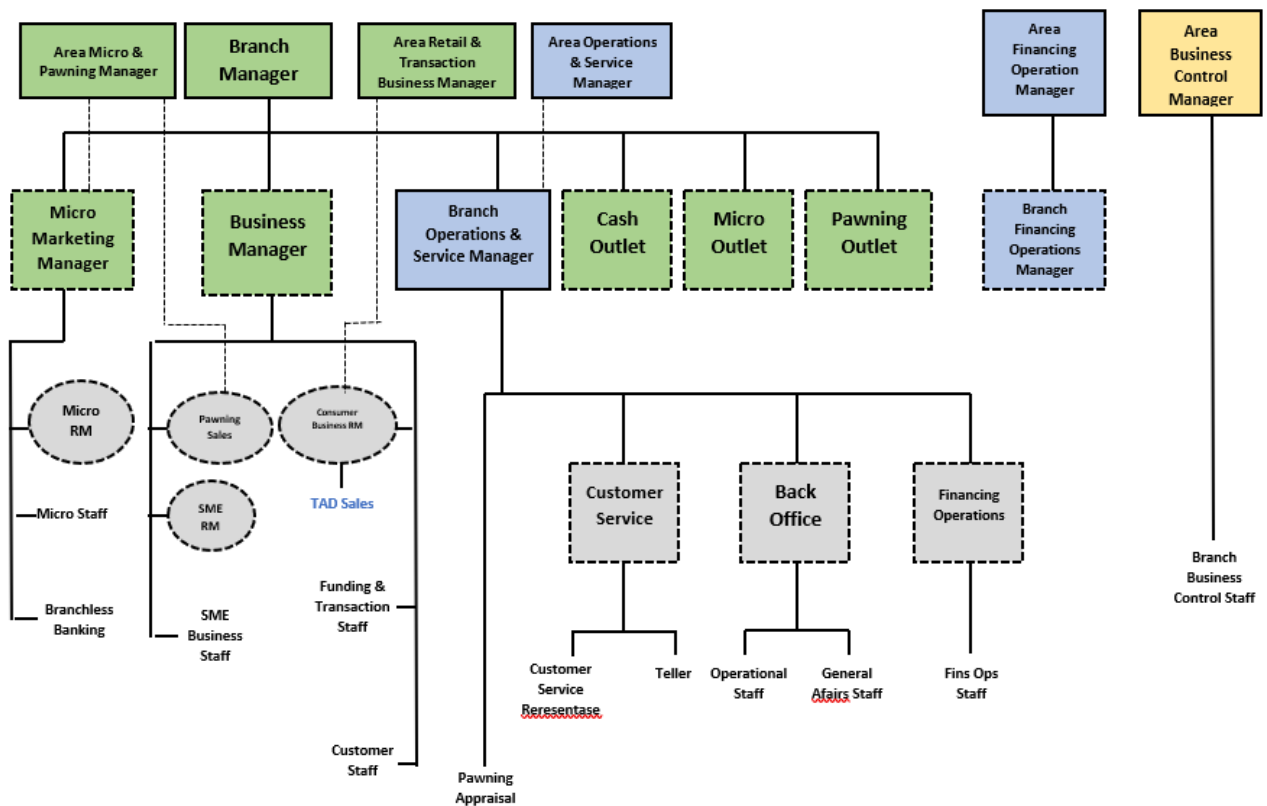 Area Micro &
Pawning Manager
Branch
Manager
Area Retail &
Transaction
Business Manager
Area Operations
& Service
Manager
Area
Financing
Operation
Manager
Area
Business
Control
Manager
Micro
Marketing
Manager
Business
Manager
Branch
Operations &
Service Manager
Cash
Outlet
Micro
Outlet
Pawning
Outlet
Branch
Financing
Operations
Manager
Micro
RM
Pawning
Sales
Consumer
Business RM
TAD Sales
Micro Staff
SME
RM
Customer
Service
Back
Office
Financing
Operations
Branch
Business
Control Staff
Branchless
Banking
SME
Business
Staff
Funding &
Transaction
Staff
Customer
Service
Reresentase
Teller
Operational
Staff
General
Afairs Staff
Fins Ops
Staff
Customer
Staff
Pawning
Appraisal